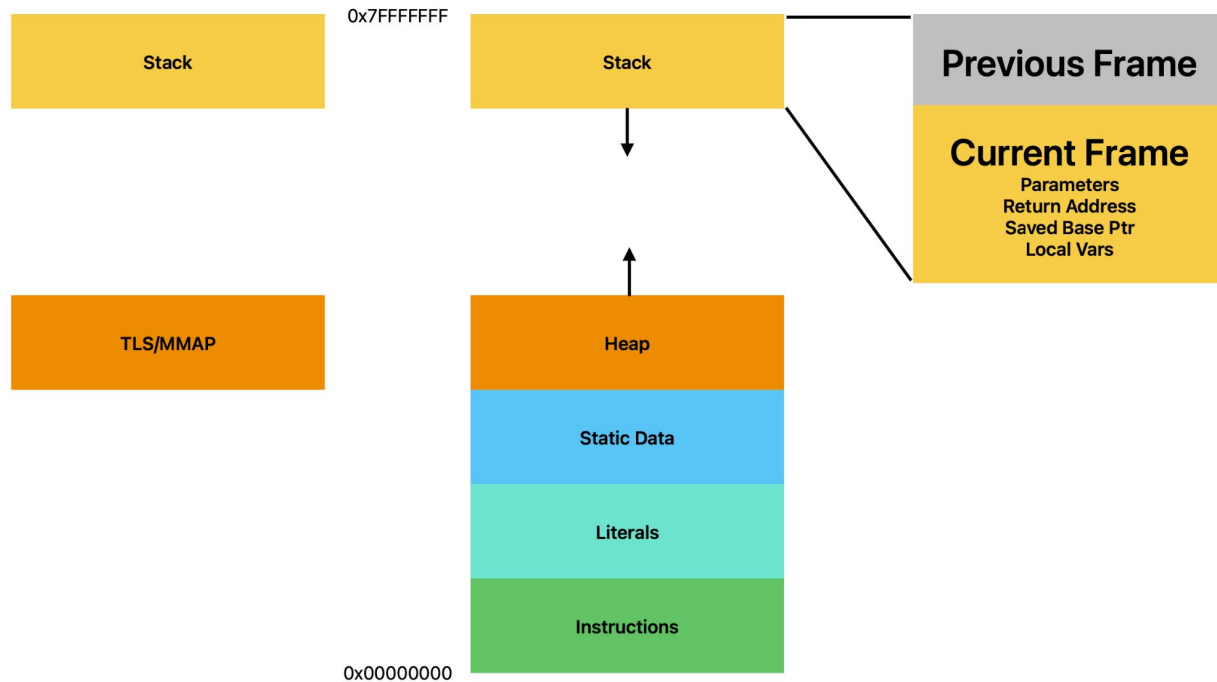 Stack
0x7FFFFFFF
Stack
Previous Frame
Current Frame
Parameters
Return Address
Saved Base Ptr
Local Vars
TLS/MMAP
Heap
Static Data
Literals
Instructions
0x00000000